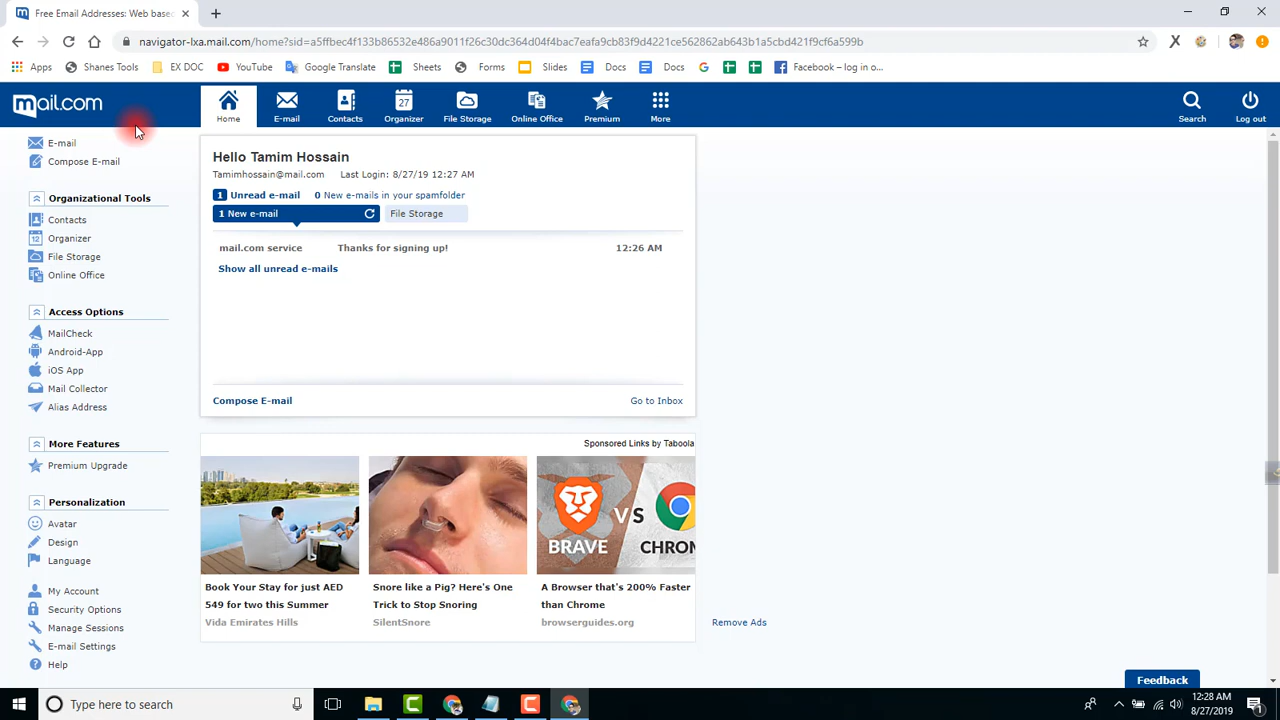 Free Email Addresses: Web based
navigator-lxa.mail.com/home?sid=a5ffbec4f133b86532e486a9011f26c30dc364d04f4bac7eafa9cb83f9d4221ce562862ab643b1a5cbd421f9cf6a599b
Apps Shanes Tools EX DOC YouTube Google Translate Sheets Forms Slides Docs Docs Facebook – log in o...
mail.com Home E-mail Contacts 27 Organizer File Storage Online Office Premium More Search Log out
E-mail
Compose E-mail
Organizational Tools
Contacts
12 Organizer
File Storage
Online Office
Access Options
MailCheck
Android-App
iOS App
Mail Collector
Alias Address
More Features
Premium Upgrade
Personalization
Avatar
Design
Language
My Account
Security Options
Manage Sessions
E-mail Settings
Help
Hello Tamim Hossain
Tamimhossain@mail.com Last Login: 8/27/19 12:27 AM
1 Unread e-mail 0 New e-mails in your spamfolder
1 New e-mail File Storage
mail.com service Thanks for signing up! 12:26 AM
Show all unread e-mails
Compose E-mail Go to Inbox
Sponsored Links by Taboola
BRAVE V/S CHROM
Book Your Stay for just AED
549 for two this Summer
Vida Emirates Hills
Snore like a Pig? Here's One
Trick to Stop Snoring
SilentSnore
A Browser that's 200% Faster
than Chrome
browserguides.org
Remove Ads
Feedback
Type here to search
12:28 AM
8/27/2019